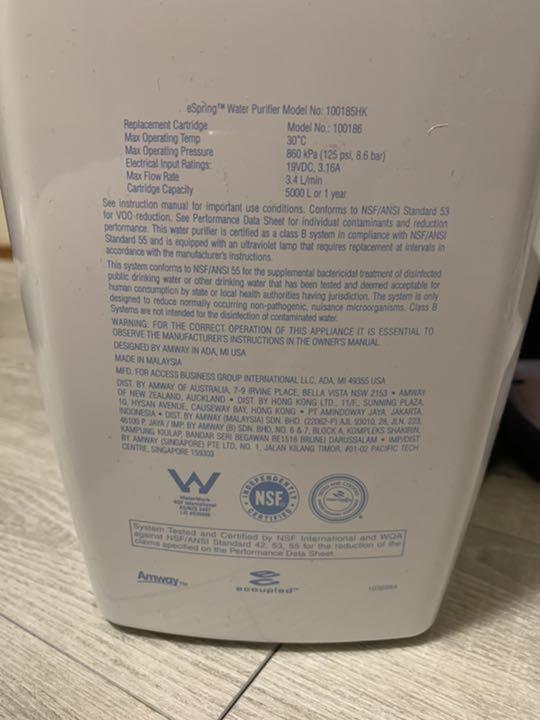 eSpring™ Water Purifier Model No: 100185HK
Replacement Cartridge Model No.: 100186
Max Operating Temp 30°C
Max Operating Pressure 860 kPa (125 psi, 8.6 bar)
Electrical Input Ratings: 19VDC, 3.16A
Max Flow Rate 3.4 L/min
Cartridge Capacity 5000 L or 1 year
See instruction manual for important use conditions. Conforms to NSF/ANSI Standard 53
for VOC reduction. See Performance Data Sheet for individual contaminants and reduction
performance. This water purifier is certified as a class B system in compliance with NSF/ANSI
Standard 55 and is equipped with an ultraviolet lamp that requires replacement at intervals in
accordance with the manufacturer's instructions.
This system conforms to NSF/ANSI 55 for the supplemental bactericidal treatment of disinfected
public drinking water or other drinking water that has been tested and deemed acceptable for
human consumption by state or local health authorities having jurisdiction. The system is only
designed to reduce normally occurring non-pathogenic, nuisance microorganisms. Class B
Systems are not intended for the disinfection of contaminated water.
WARNING: FOR THE CORRECT OPERATION OF THIS APPLIANCE IT IS ESSENTIAL TO
OBSERVE THE MANUFACTURER'S INSTRUCTIONS IN THE OWNER'S MANUAL.
DESIGNED BY AMWAY IN ADA, MI USA
MADE IN MALAYSIA
MFD. FOR ACCESS BUSINESS GROUP INTERNATIONAL LLC, ADA, MI 49355 USA
DIST. BY AMWAY OF AUSTRALIA, 7-9 IRVINE PLACE, BELLA VISTA NSW 2153 • AMWAY
OF NEW ZEALAND, AUCKLAND • DIST. BY HONG KONG LTD., 11/F., SUNNING PLAZA,
10, HYSAN AVENUE, CAUSEWAY BAY, HONG KONG • PT AMINDOWAY JAYA, JAKARTA,
INDONESIA • DIST. BY AMWAY (MALAYSIA) SDN. BHD. (22062-P) AJL 93010, 28, JLN. 223,
46100 P. JAYA / IMP. BY AMWAY (B) SDN. BHD., NO. 6 & 7, BLOCK A, KOMPLEKS SHAKIRIN,
KAMPUNG KIULAP, BANDAR SERI BEGAWAN BE1518 BRUNEI DARUSSALAM • IMP/DIST
BY AMWAY (SINGAPORE) PTE LTD, NO. 1, JALAN KILANG TIMOR, #01-02 PACIFIC TECH
CENTRE, SINGAPORE 159303
WaterMark
NSF International
AS/NZS 3497
INDEPENDENTLY
NSF
CERTIFIED
System Tested and Certified by NSF International and WQA
against NSF/ANSI Standard 42, 53, 55 for the reduction of the
claims specified on the Performance Data Sheet.
Amway™
ecoupled™